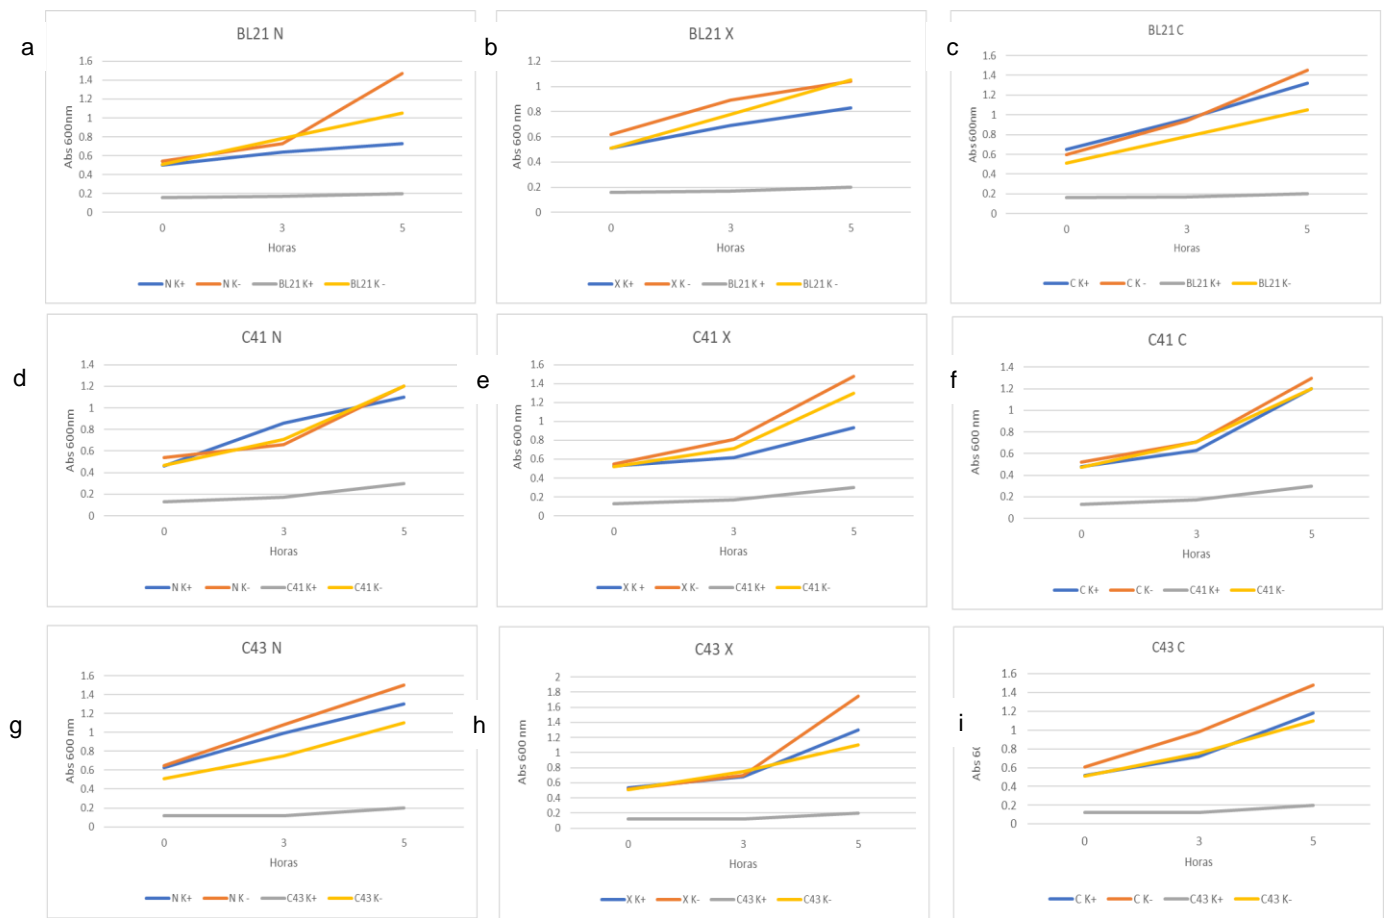 a
BL21 N
1.6
1.4
1.2
1
0.8
0.6
0.4
0.2
0
Abs 600nm
0 3 5
Horas
N K+ N K- BL21 K+ BL21 K -
b
BL21 X
1.2
1
0.8
0.6
0.4
0.2
0
Abs 600nm
0 3 5
Horas
X K+ X K - BL21 K + BL21 K -
c
BL21 C
1.6
1.4
1.2
1
0.8
0.6
0.4
0.2
0
Abs 600nm
0 3 5
Horas
C K+ C K - BL21 K+ BL21 K-
d
C41 N
1.4
1.2
1
0.8
0.6
0.4
0.2
0
Abs 600nm
0 3 5
Horas
N K+ N K- C41 K+ C41 K-
e
C41 X
1.6
1.4
1.2
1
0.8
0.6
0.4
0.2
0
Abs 600 nm
0 3 5
Horas
X K + X K- C41 K+ C41 K-
f
C41 C
1.4
1.2
1
0.8
0.6
0.4
0.2
0
Abs 600 nm
0 3 5
Horas
C K+ C K- C41 K+ C41 K-
g
C43 N
1.6
1.4
1.2
1
0.8
0.6
0.4
0.2
0
Abs 600 nm
0 3 5
Horas
N K+ N K - C43 K+ C43 K-
h
C43 X
2
1.8
1.6
1.4
1.2
1
0.8
0.6
0.4
0.2
0
Abs 600 nm
0 3 5
Horas
X K+ X K- C43 K+ C43 K-
i
C43 C
1.6
1.4
1.2
1
0.8
0.6
0.4
0.2
0
Abs
0 3 5
Horas
C K+ C K- C43 K+ C43 K-